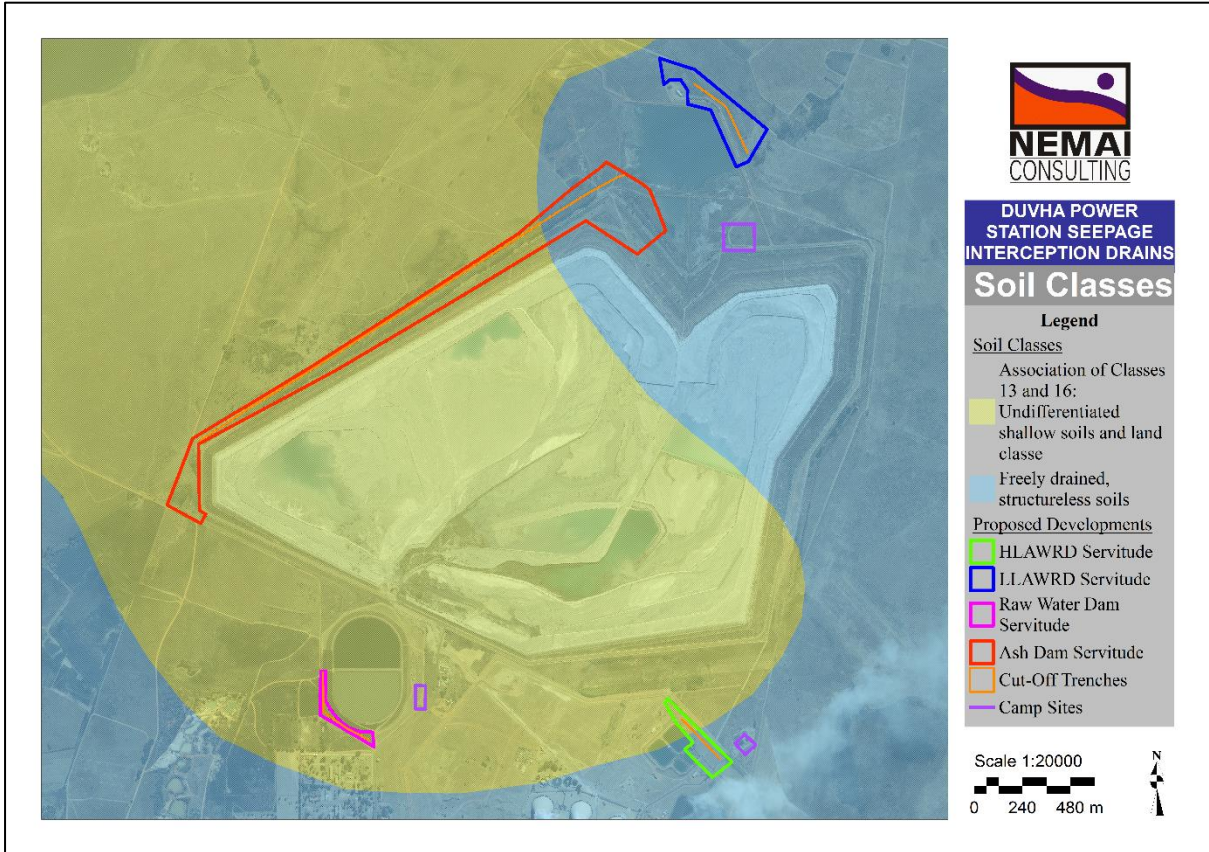 NEMAI
CONSULTING
DUVHA POWER
STATION SEEPAGE
INTERCEPTION DRAINS
Soil Classes
Legend
Soil Classes
Association of Classes
13 and 16:
Undifferentiated
shallow soils and land
classe
Freely drained,
structureless soils
Proposed Developments
HLAWRD Servitude
LLAWRD Servitude
Raw Water Dam
Servitude
Ash Dam Servitude
Cut-Off Trenches
Camp Sites
Scale 1:20000
0 240 480 m
N